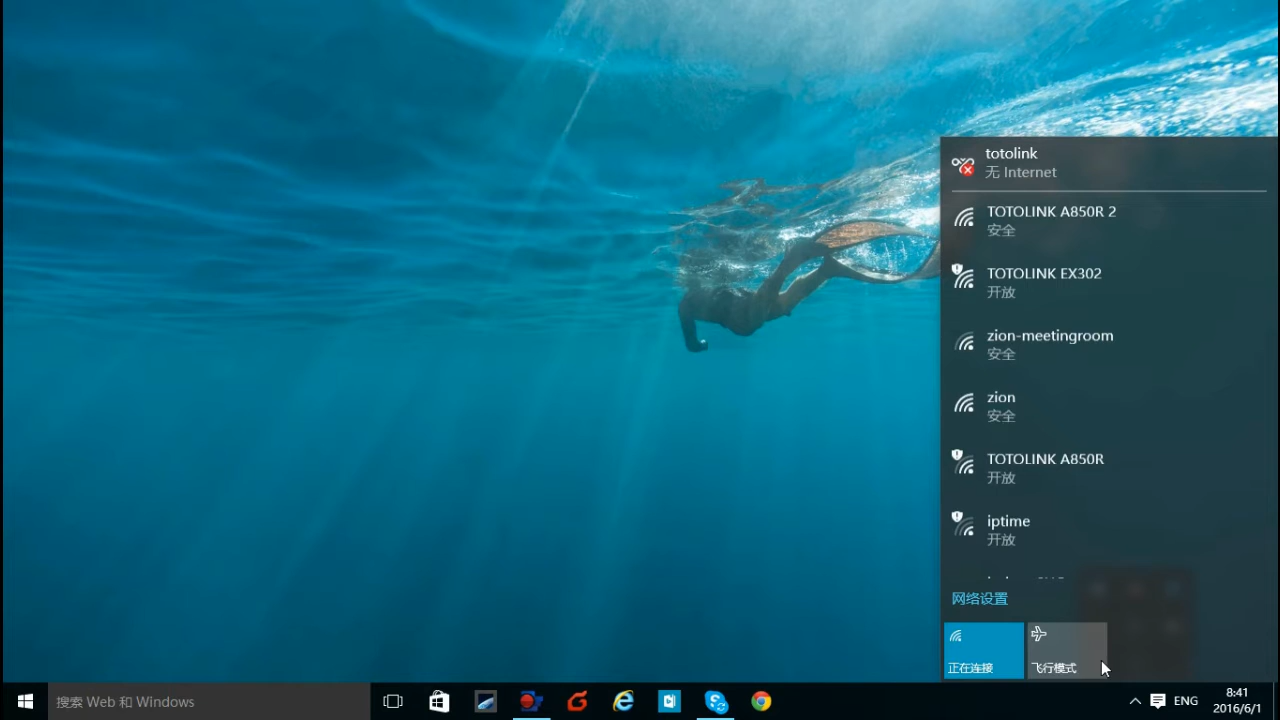 totolink
无 Internet
TOTOLINK A850R 2
安全
TOTOLINK EX302
开放
zion-meetingroom
安全
zion
安全
TOTOLINK A850R
开放
iptime
开放
网络设置
正在连接
飞行模式
搜索 Web 和 Windows
ENG
8:41
2016/6/1